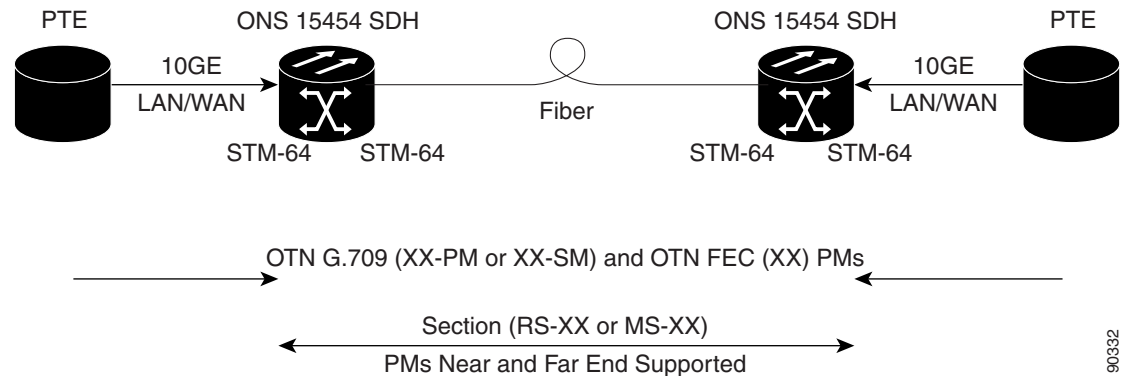 PTE
ONS 15454 SDH
ONS 15454 SDH
PTE
10GE
LAN/WAN
Fiber
10GE
LAN/WAN
STM-64
STM-64
STM-64
STM-64
OTN G.709 (XX-PM or XX-SM) and OTN FEC (XX) PMs
Section (RS-XX or MS-XX)
PMs Near and Far End Supported
90332